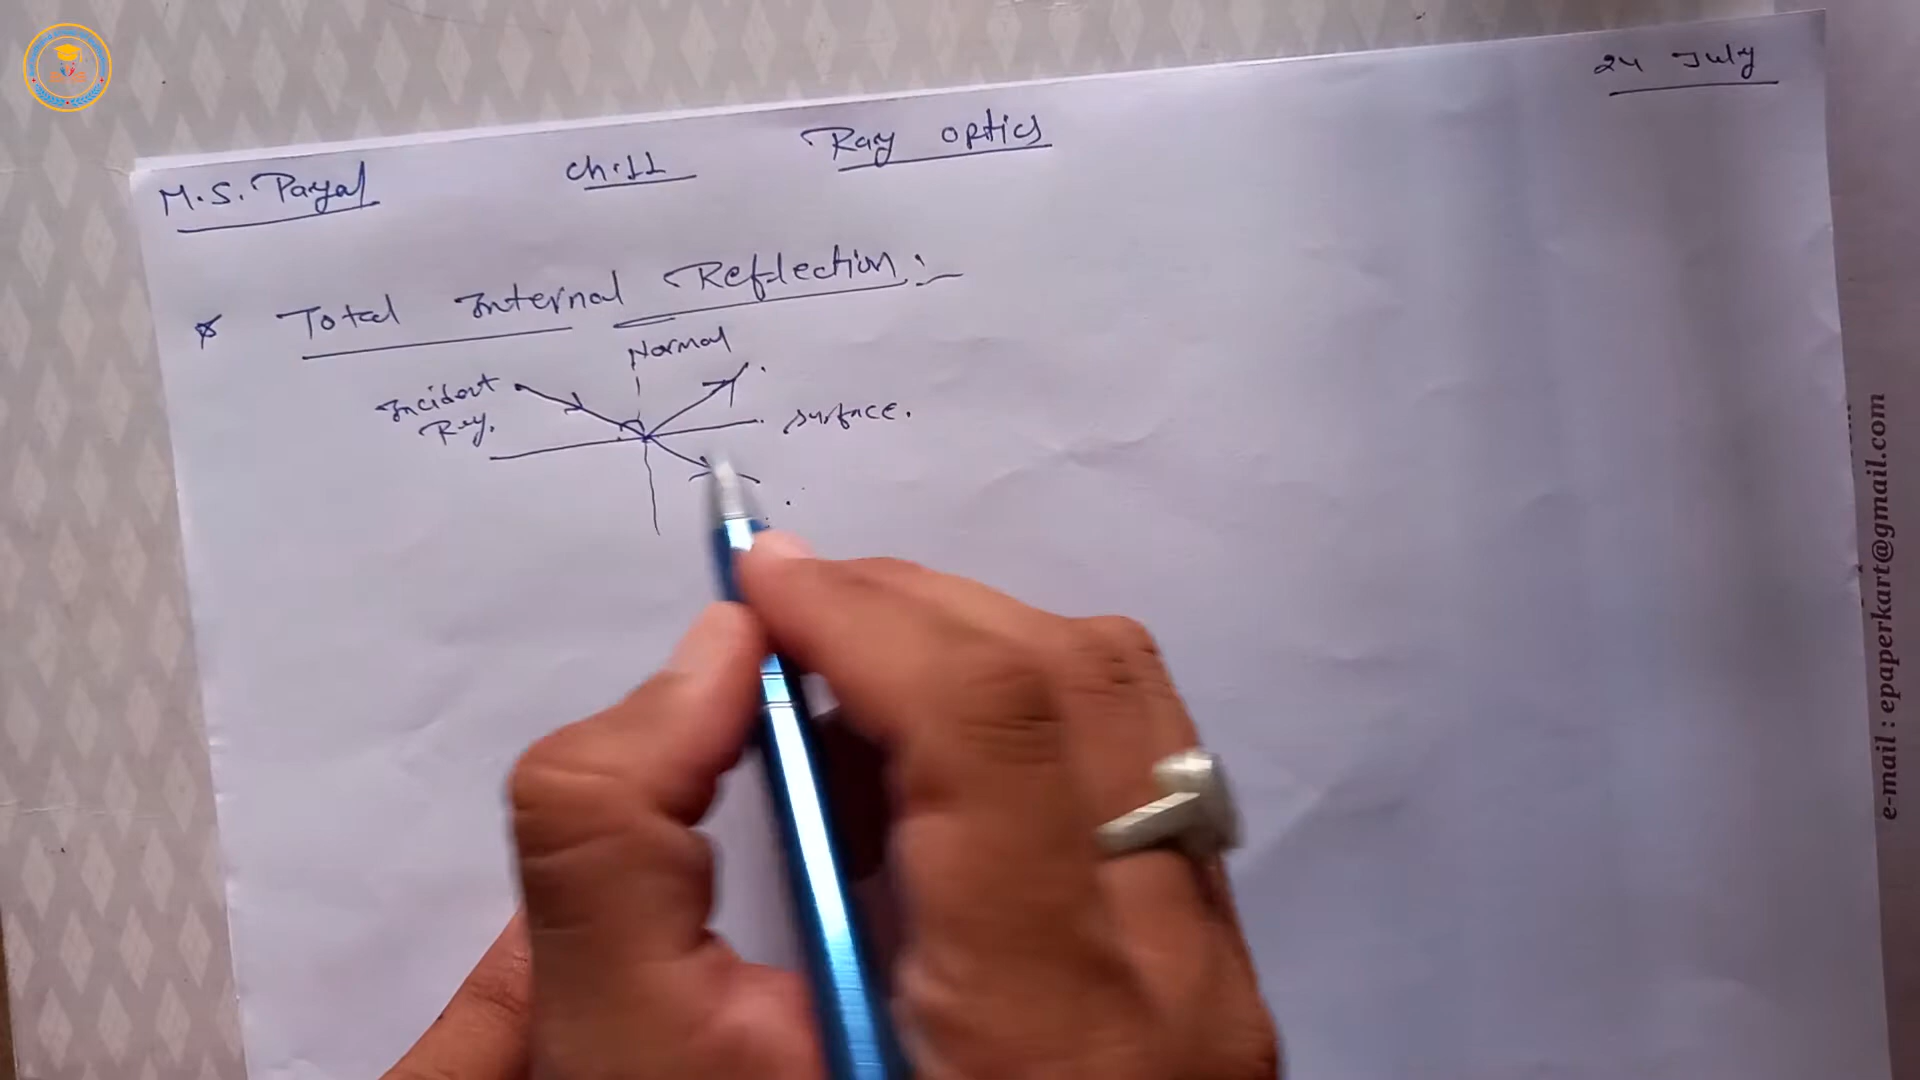 24 July
M.S. Payal
Ch.11
Ray optics
* Total Internal Reflection :-
Normal
Incident
Ray.
surface.
e-mail : epaperkart@gmail.com